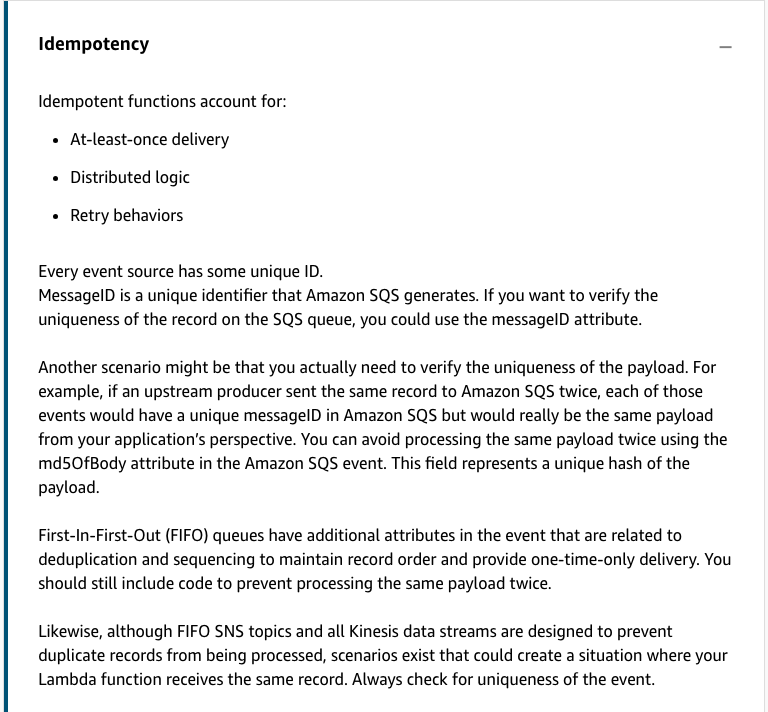 Idempotency
Idempotent functions account for:
• At-least-once delivery
• Distributed logic
• Retry behaviors
Every event source has some unique ID.
MessageID is a unique identifier that Amazon SQS generates. If you want to verify the
uniqueness of the record on the SQS queue, you could use the messageID attribute.
Another scenario might be that you actually need to verify the uniqueness of the payload. For
example, if an upstream producer sent the same record to Amazon SQS twice, each of those
events would have a unique messageID in Amazon SQS but would really be the same payload
from your application's perspective. You can avoid processing the same payload twice using the
md5OfBody attribute in the Amazon SQS event. This field represents a unique hash of the
payload.
First-In-First-Out (FIFO) queues have additional attributes in the event that are related to
deduplication and sequencing to maintain record order and provide one-time-only delivery. You
should still include code to prevent processing the same payload twice.
Likewise, although FIFO SNS topics and all Kinesis data streams are designed to prevent
duplicate records from being processed, scenarios exist that could create a situation where your
Lambda function receives the same record. Always check for uniqueness of the event.